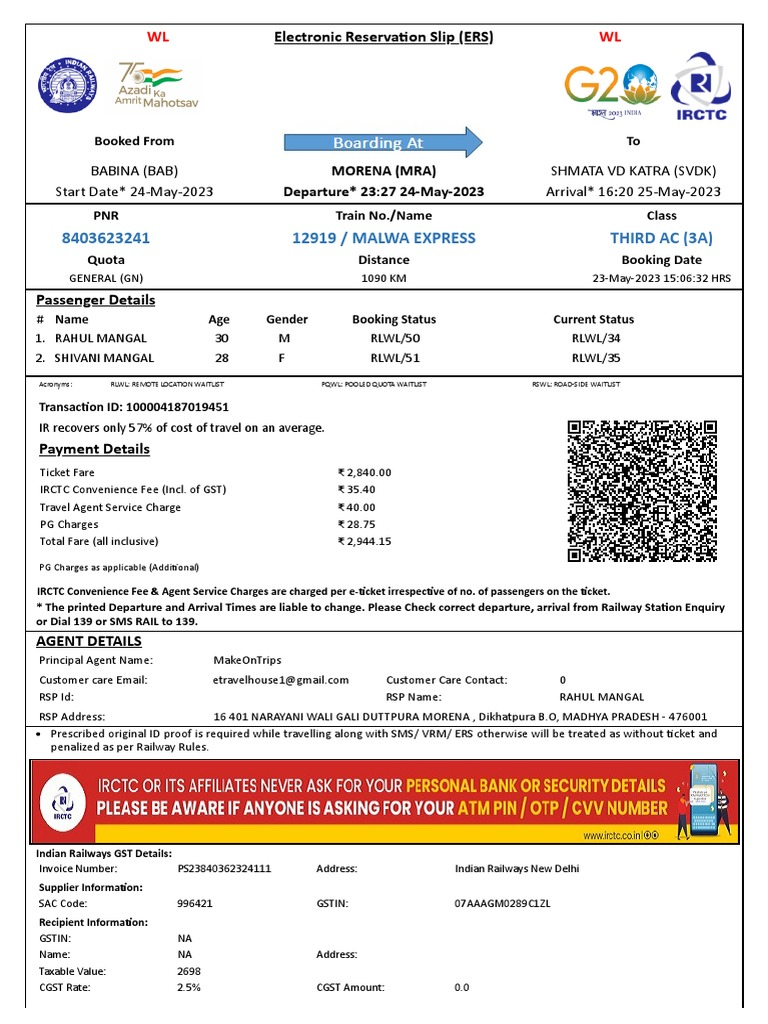 WL Electronic Reservation Slip (ERS) WL
INDIAN RAILWAYS
75
Azadi Ka
Amrit Mahotsav
G20
भारत 2023 INDIA
IRCTC
Booked From Boarding At To
BABINA (BAB) MORENA (MRA) SHMATA VD KATRA (SVDK)
Start Date* 24-May-2023 Departure* 23:27 24-May-2023 Arrival* 16:20 25-May-2023
PNR Train No./Name Class
8403623241 12919 / MALWA EXPRESS THIRD AC (3A)
Quota Distance Booking Date
GENERAL (GN) 1090 KM 23-May-2023 15:06:32 HRS
Passenger Details
# Name Age Gender Booking Status Current Status
1. RAHUL MANGAL 30 M RLWL/50 RLWL/34
2. SHIVANI MANGAL 28 F RLWL/51 RLWL/35
Acronyms: RLWL: REMOTE LOCATION WAITLIST PQWL: POOLED QUOTA WAITLIST RSWL: ROAD-SIDE WAITLIST
Transaction ID: 100004187019451
IR recovers only 57% of cost of travel on an average.
Payment Details
Ticket Fare ₹ 2,840.00
IRCTC Convenience Fee (Incl. of GST) ₹ 35.40
Travel Agent Service Charge ₹ 40.00
PG Charges ₹ 28.75
Total Fare (all inclusive) ₹ 2,944.15
PG Charges as applicable (Additional)
IRCTC Convenience Fee & Agent Service Charges are charged per e-ticket irrespective of no. of passengers on the ticket.
* The printed Departure and Arrival Times are liable to change. Please Check correct departure, arrival from Railway Station Enquiry
or Dial 139 or SMS RAIL to 139.
AGENT DETAILS
Principal Agent Name: MakeOnTrips
Customer care Email: etravelhouse1@gmail.com Customer Care Contact: 0
RSP Id: RSP Name: RAHUL MANGAL
RSP Address: 16 401 NARAYANI WALI GALI DUTTPURA MORENA , Dikhatpura B.O, MADHYA PRADESH - 476001
• Prescribed original ID proof is required while travelling along with SMS/ VRM/ ERS otherwise will be treated as without ticket and
penalized as per Railway Rules.
IRCTC OR ITS AFFILIATES NEVER ASK FOR YOUR PERSONAL BANK OR SECURITY DETAILS
PLEASE BE AWARE IF ANYONE IS ASKING FOR YOUR ATM PIN / OTP / CVV NUMBER
IRCTC
www.irctc.co.in
Indian Railways GST Details:
Invoice Number: PS23840362324111 Address: Indian Railways New Delhi
Supplier Information:
SAC Code: 996421 GSTIN: 07AAAGM0289C1ZL
Recipient Information:
GSTIN: NA
Name: NA Address:
Taxable Value: 2698
CGST Rate: 2.5% CGST Amount: 0.0